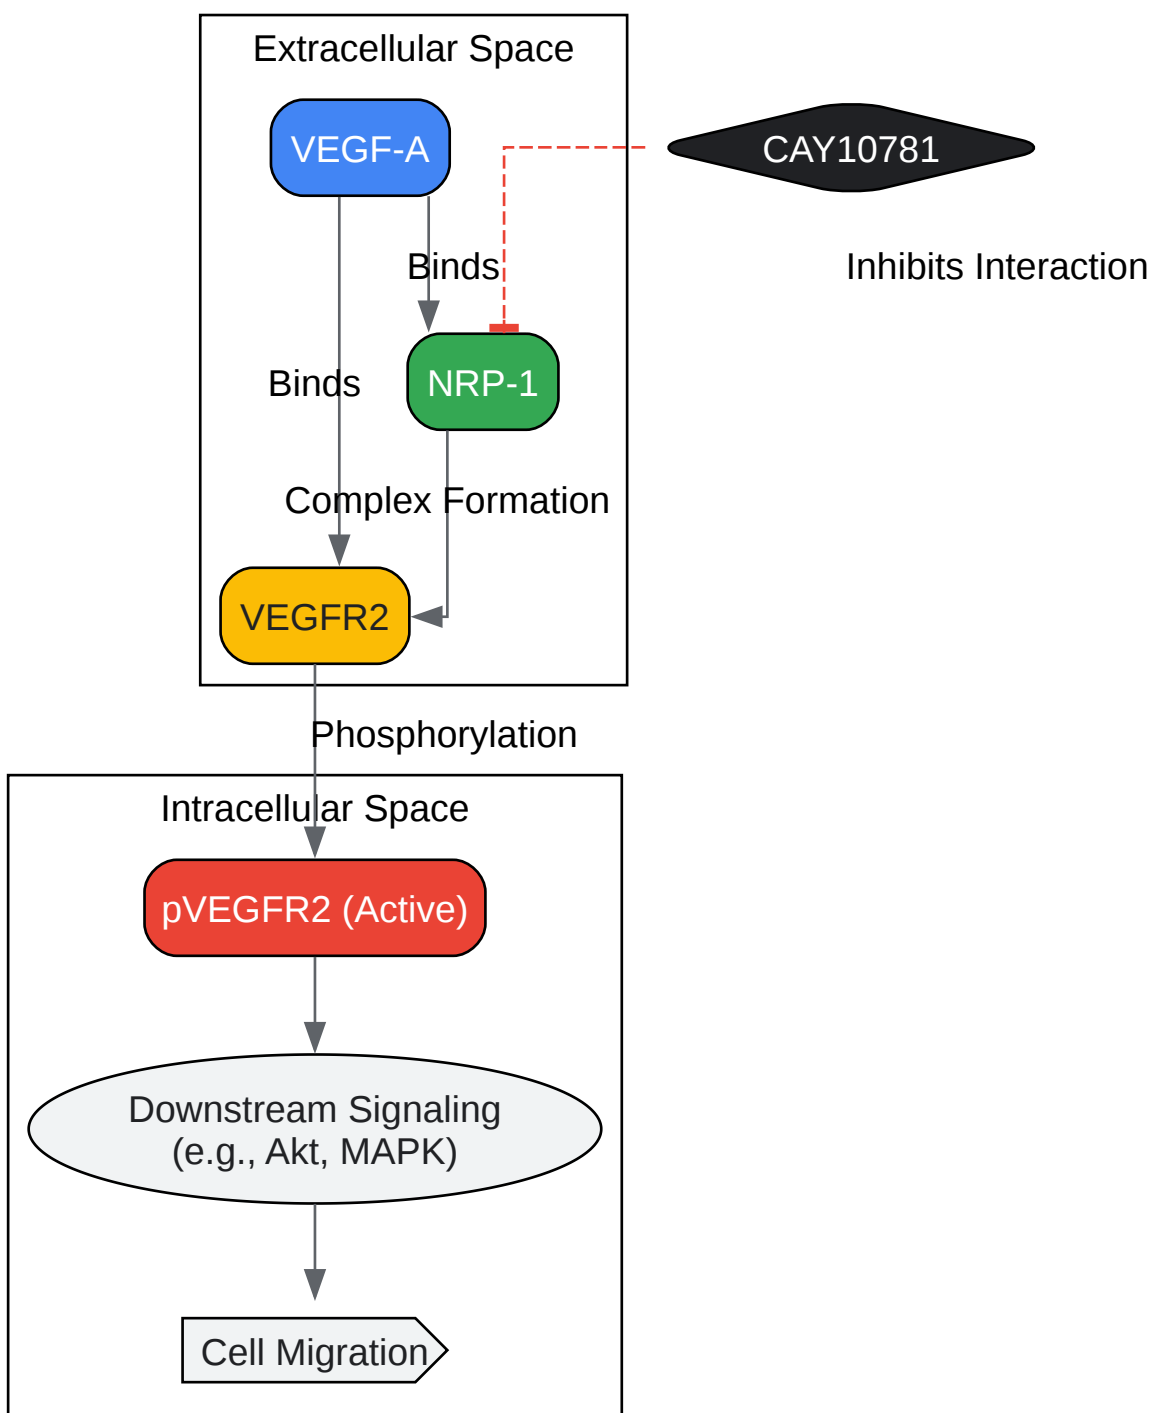 Extracellular Space
VEGF-A
CAY10781
Binds
Inhibits Interaction
Binds
NRP-1
Complex Formation
VEGFR2
Phosphorylation
Intracellular Space
pVEGFR2 (Active)
Downstream Signaling
(e.g., Akt, MAPK)
Cell Migration